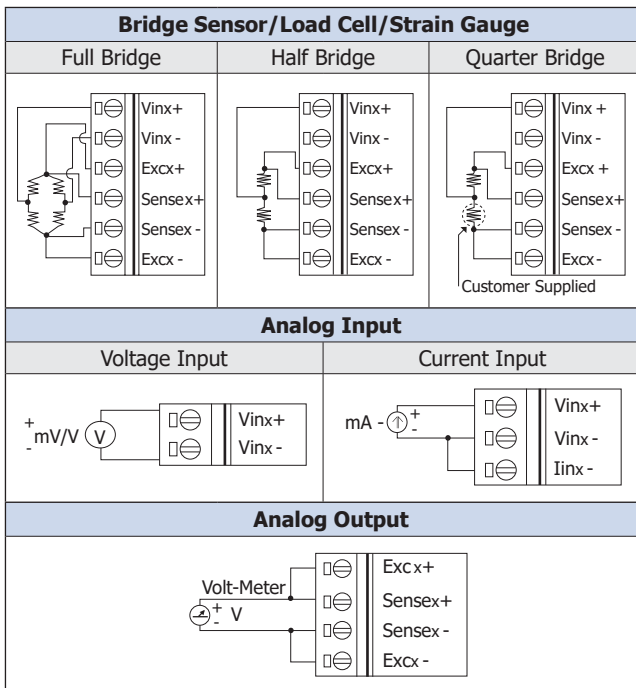 Bridge Sensor/Load Cell/Strain Gauge
Full Bridge
Half Bridge
Quarter Bridge
Vinx+
Vinx -
Excx+
Sensex+
Sensex -
Excx -
Vinx+
Vinx -
Excx+
Sensex+
Sensex -
Excx -
Vinx +
Vinx -
Excx +
Sensex+
Sensex -
Excx -
Customer Supplied
Analog Input
Voltage Input
Current Input
+
mV/V
-
V
Vinx+
Vinx -
mA -
+
-
Vinx+
Vinx -
Iinx -
Analog Output
Volt-Meter
+
-
V
Exc x+
Sensex+
Sensex -
Excx -